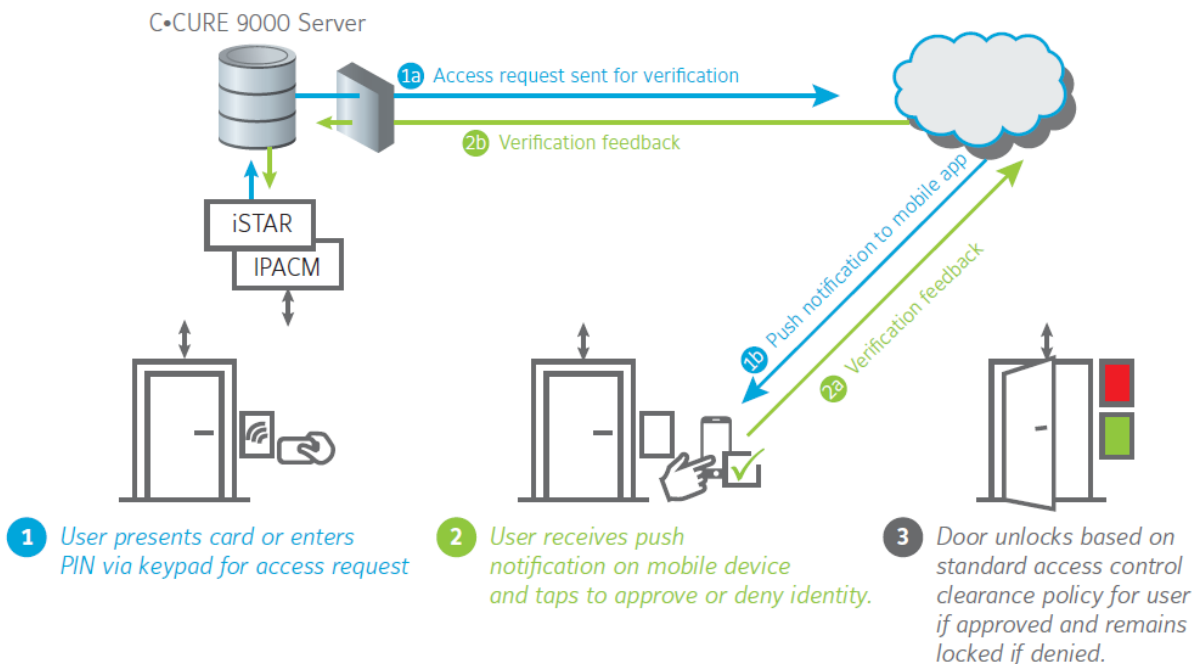 C•CURE 9000 Server
1a Access request sent for verification
2b Verification feedback
iSTAR
IPACM
1b Push notification to mobile app
2a Verification feedback
1 User presents card or enters
PIN via keypad for access request
2 User receives push
notification on mobile device
and taps to approve or deny identity.
3 Door unlocks based on
standard access control
clearance policy for user
if approved and remains
locked if denied.